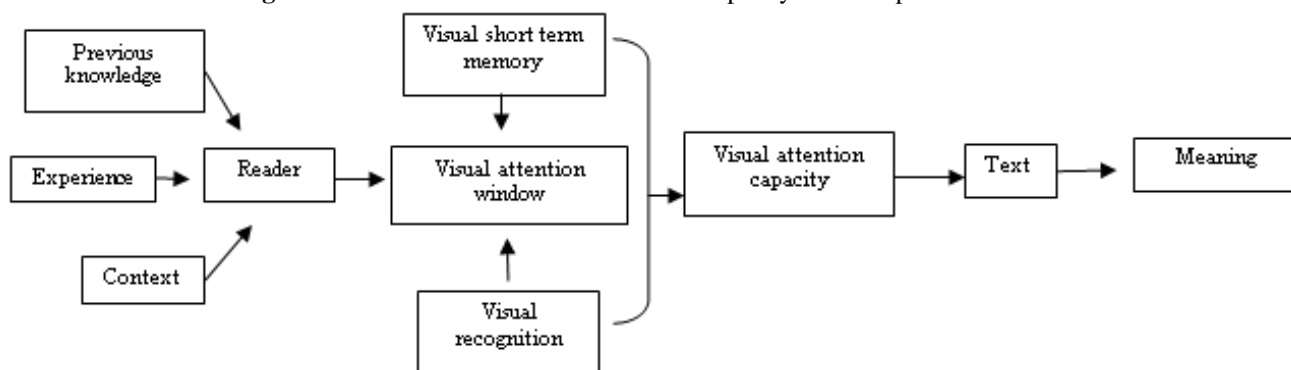 Previous
knowledge
Experience
Context
Reader
Visual short term
memory
Visual attention
window
Visual
recognition
Visual attention
capacity
Text
Meaning